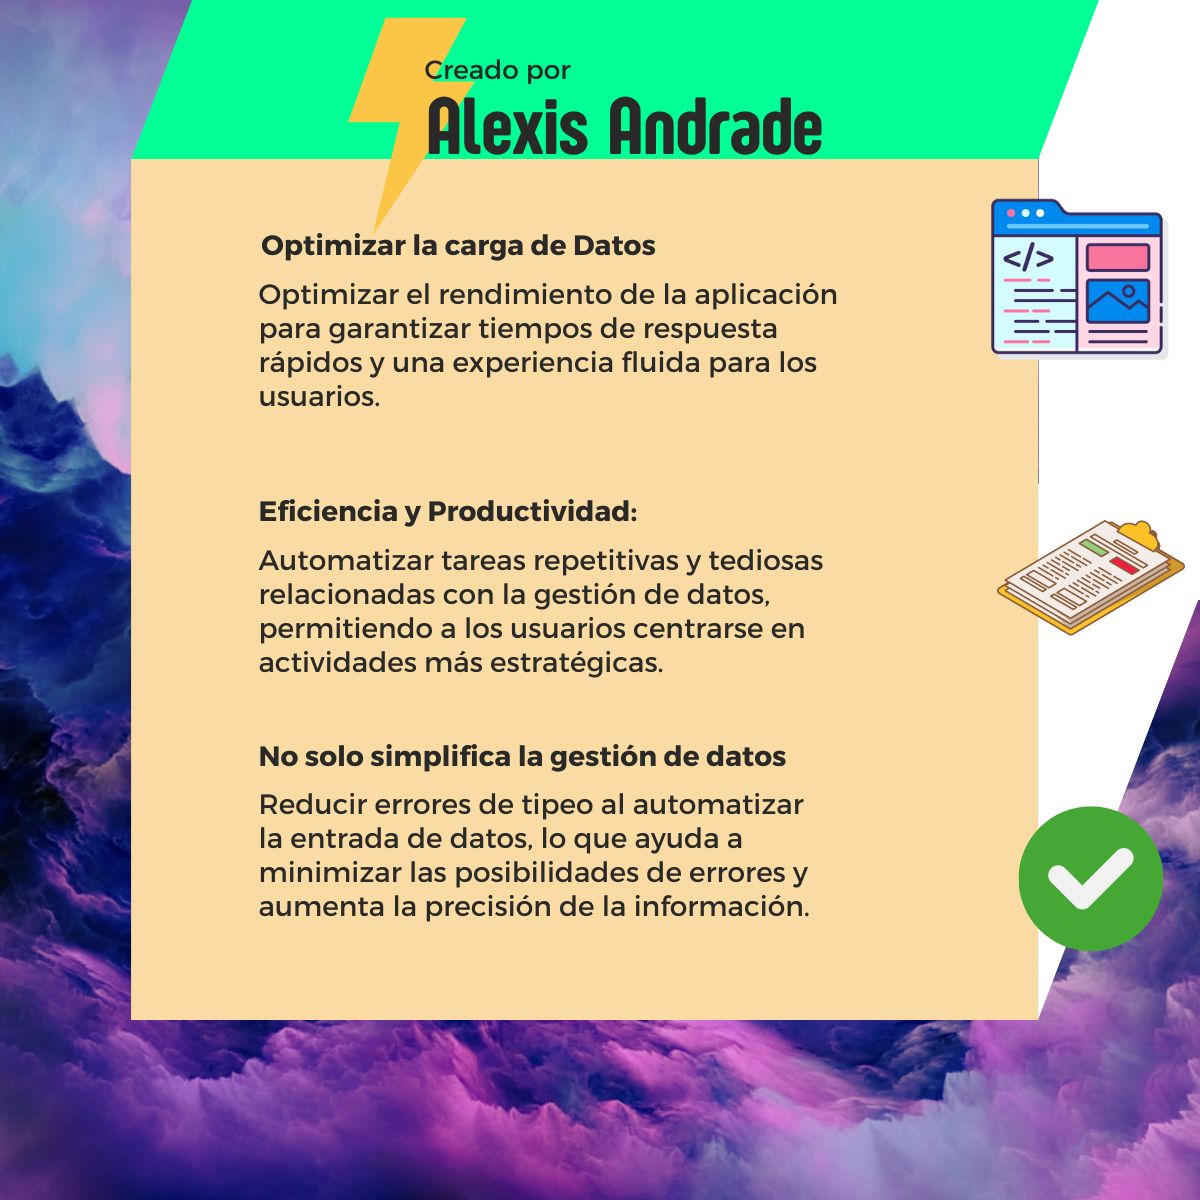 Creado por
Alexis Andrade
Optimizar la carga de Datos
Optimizar el rendimiento de la aplicación
para garantizar tiempos de respuesta
rápidos y una experiencia fluida para los
usuarios.
</>
Eficiencia y Productividad:
Automatizar tareas repetitivas y tediosas
relacionadas con la gestión de datos,
permitiendo a los usuarios centrarse en
actividades más estratégicas.
No solo simplifica la gestión de datos
Reducir errores de tipeo al automatizar
la entrada de datos, lo que ayuda a
minimizar las posibilidades de errores y
aumenta la precisión de la información.